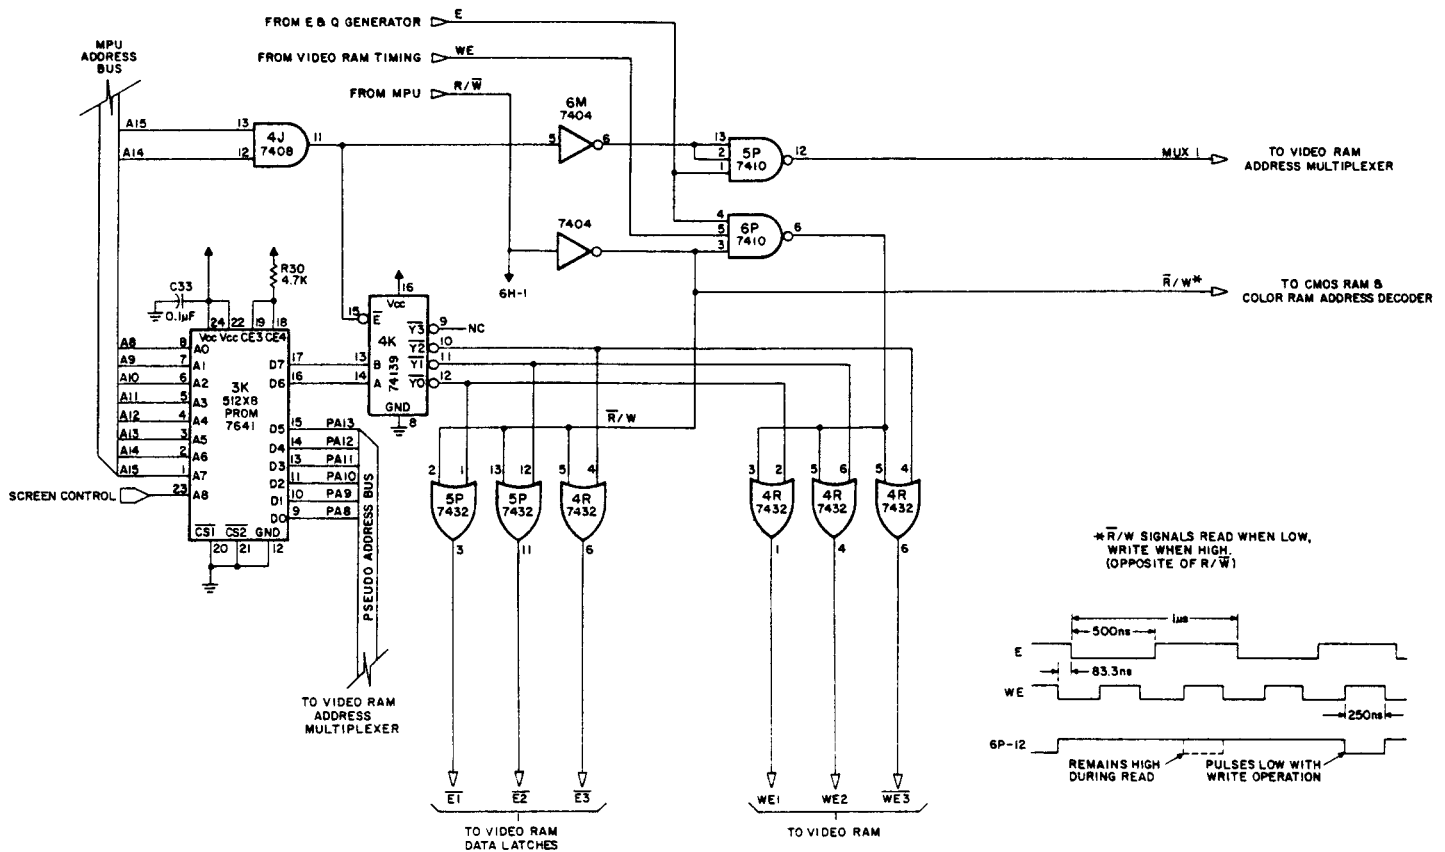 FROM E & Q GENERATOR
E
FROM VIDEO RAM TIMING
WE
FROM MPU
R/W̅
MPU
ADDRESS
BUS
A15
13
A14
12
4J
7408
11
6M
7404
5
6
13
2
1
5P
7410
12
MUX 1
TO VIDEO RAM
ADDRESS MULTIPLEXER
7404
4
5
3
6P
7410
6
6H-1
R̅/W*
TO CMOS RAM &
COLOR RAM ADDRESS DECODER
C33
0.1µF
R30
4.7K
24
22
19
18
Vcc
Vcc
CE3
CE4
A8
8
A0
A9
7
A1
A10
6
A2
A11
5
A3
A12
4
A4
A13
3
A5
A14
2
A6
A15
1
A7
SCREEN CONTROL
23
A8
3K
512X8
PROM
7641
D7
17
D6
16
D5
15
PA13
D4
14
PA12
D3
13
PA11
D2
11
PA10
D1
10
PA9
D0
9
PA8
C̅S̅1̅
C̅S̅2̅
GND
20
21
12
PSEUDO ADDRESS BUS
TO VIDEO RAM
ADDRESS
MULTIPLEXER
15
E̅
16
Vcc
4K
74139
13
B
14
A
GND
8
Y̅3̅
9
NC
Y̅2̅
10
Y̅1̅
11
Y̅0̅
12
R̅/W
2
1
13
12
5
4
5P
7432
5P
7432
4R
7432
3
11
6
E̅1̅
E̅2̅
E̅3̅
TO VIDEO RAM
DATA LATCHES
3
2
5
6
5
4
4R
7432
4R
7432
4R
7432
1
4
6
WE1
WE2
W̅E̅3̅
TO VIDEO RAM
*R̅/W SIGNALS READ WHEN LOW,
WRITE WHEN HIGH.
(OPPOSITE OF R/W̅)
1µs
500ns
E
83.3ns
WE
250ns
6P-12
REMAINS HIGH
DURING READ
PULSES LOW WITH
WRITE OPERATION